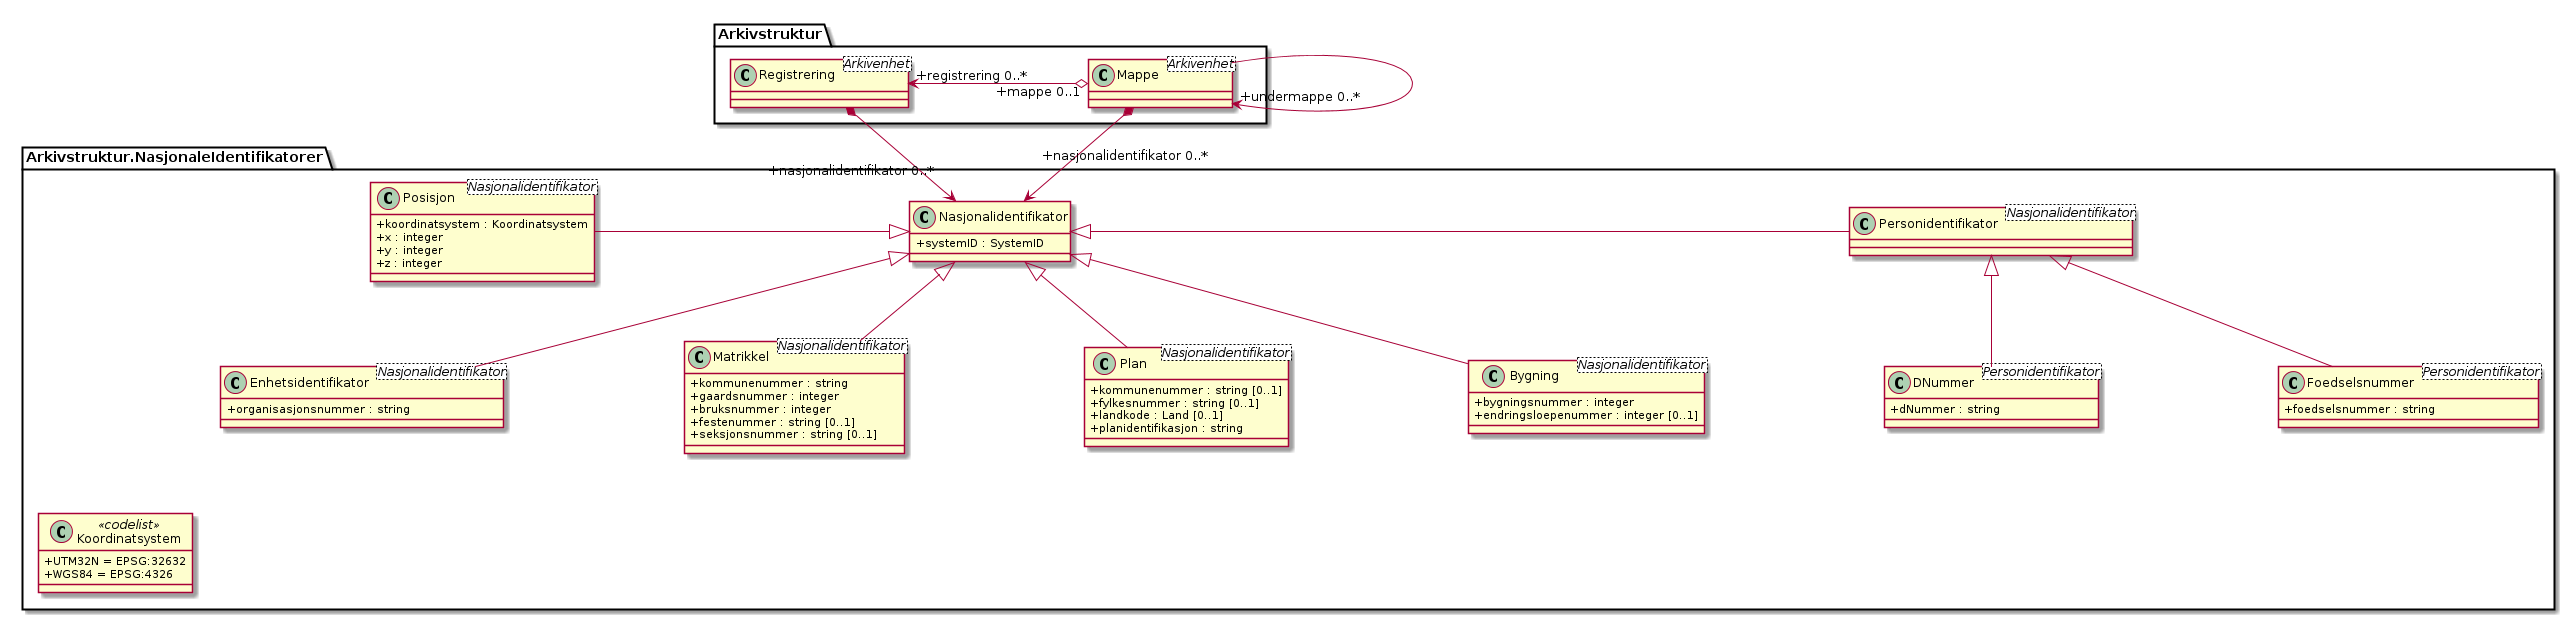 Arkivstruktur
C Registrering
Arkivenhet
+registrering 0..*
+mappe 0..1
C Mappe
Arkivenhet
+undermappe 0..*
+nasjonalidentifikator 0..*
+nasjonalidentifikator 0..*
Arkivstruktur.NasjonaleIdentifikatorer
C Posisjon
Nasjonalidentifikator
+koordinatsystem : Koordinatsystem
+x : integer
+y : integer
+z : integer
C Nasjonalidentifikator
+systemID : SystemID
C Personidentifikator
Nasjonalidentifikator
C Enhetsidentifikator
Nasjonalidentifikator
+organisasjonsnummer : string
C Matrikkel
Nasjonalidentifikator
+kommunenummer : string
+gaardsnummer : integer
+bruksnummer : integer
+festenummer : string [0..1]
+seksjonsnummer : string [0..1]
C Plan
Nasjonalidentifikator
+kommunenummer : string [0..1]
+fylkesnummer : string [0..1]
+landkode : Land [0..1]
+planidentifikasjon : string
C Bygning
Nasjonalidentifikator
+bygningsnummer : integer
+endringsloepenummer : integer [0..1]
C DNummer
Personidentifikator
+dNummer : string
C Foedselsnummer
Personidentifikator
+foedselsnummer : string
C «codelist»
Koordinatsystem
+UTM32N = EPSG:32632
+WGS84 = EPSG:4326